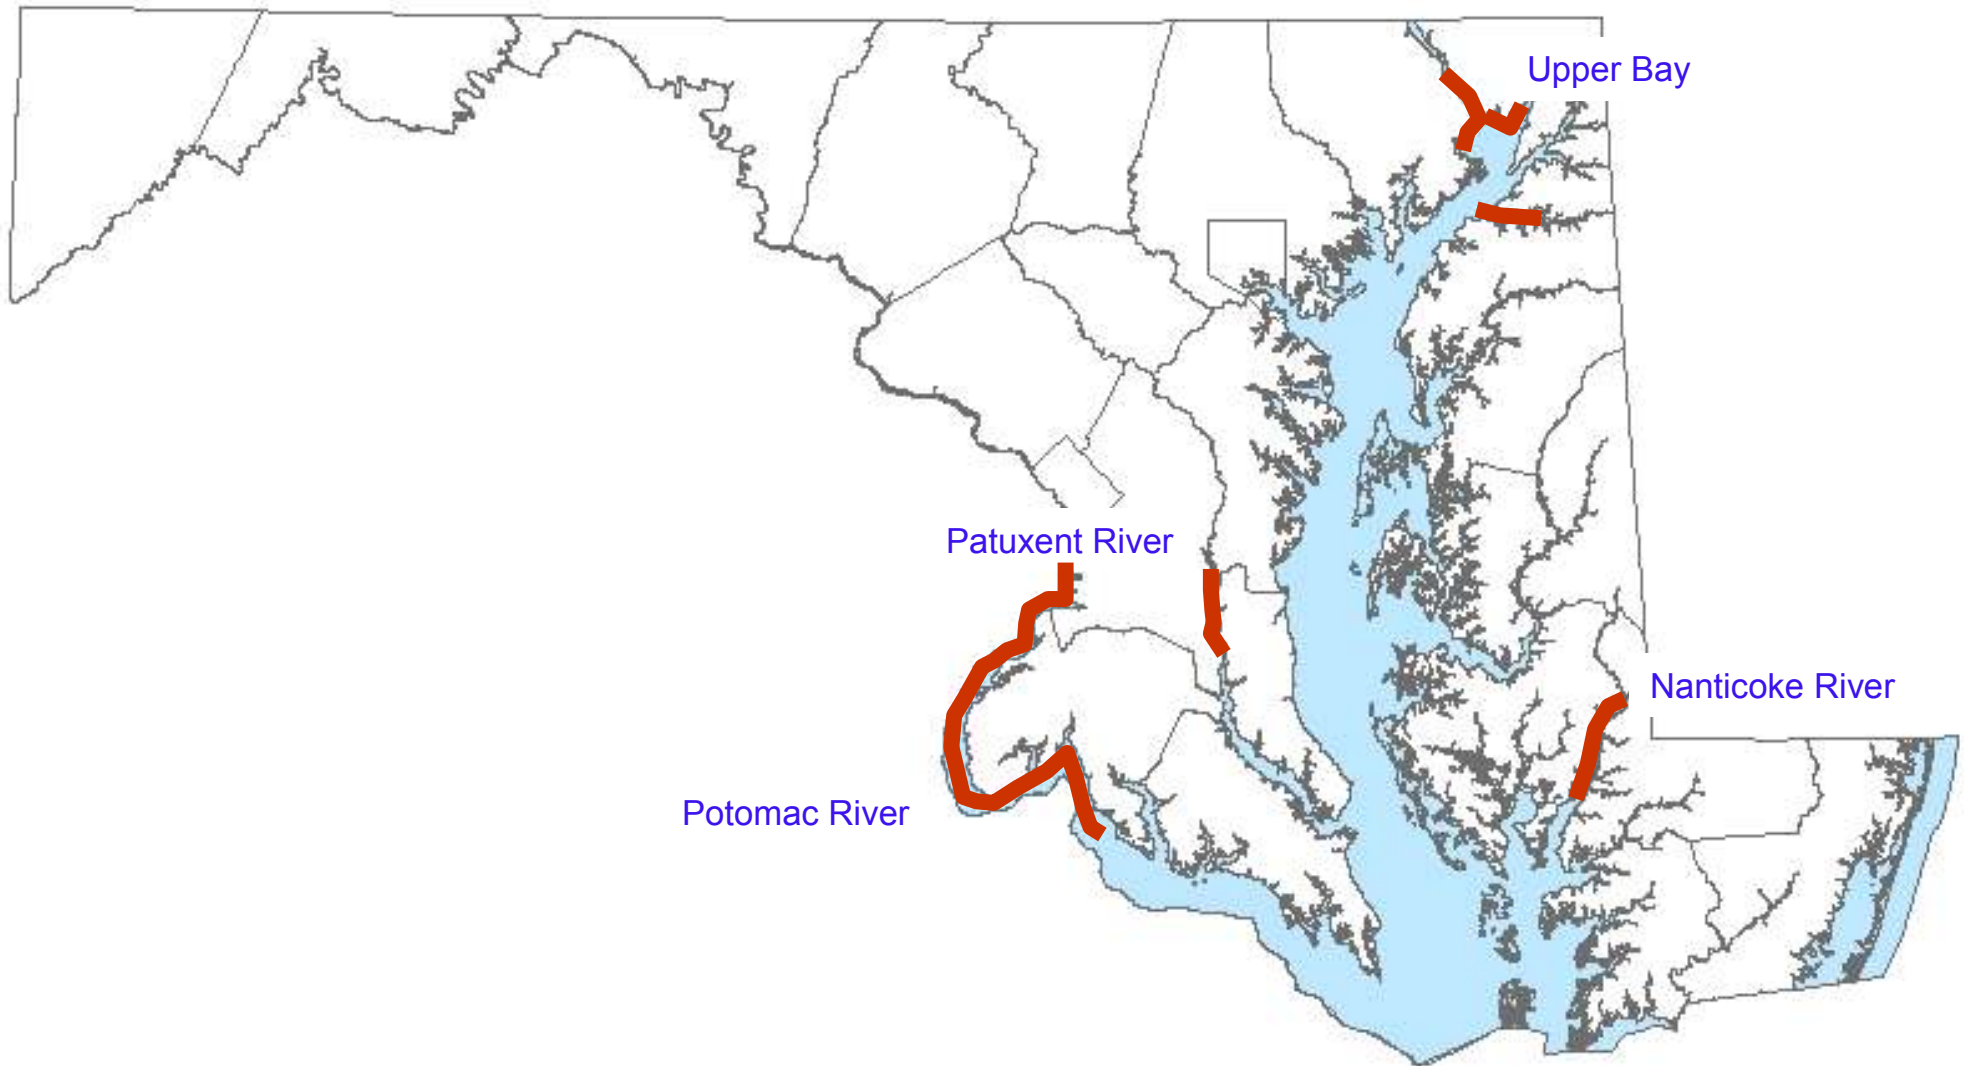 Upper Bay
Patuxent River
Nanticoke River
Potomac River